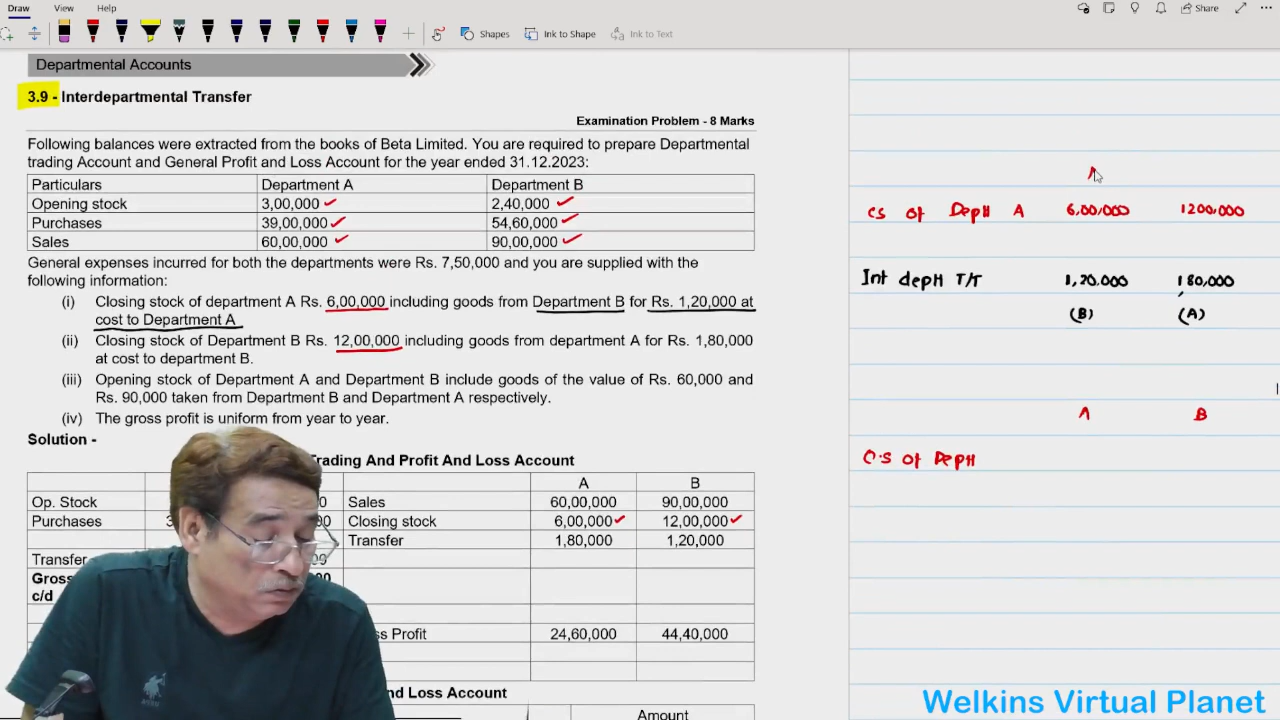 Draw View Help Share
Shapes Ink to Shape Ink to Text
Departmental Accounts
3.9 - Interdepartmental Transfer
Examination Problem - 8 Marks
Following balances were extracted from the books of Beta Limited. You are required to prepare Departmental
trading Account and General Profit and Loss Account for the year ended 31.12.2023:
Particulars Department A Department B
Opening stock 3,00,000 2,40,000
Purchases 39,00,000 54,60,000
Sales 60,00,000 90,00,000
General expenses incurred for both the departments were Rs. 7,50,000 and you are supplied with the
following information:
(i) Closing stock of department A Rs. 6,00,000 including goods from Department B for Rs. 1,20,000 at
cost to Department A
(ii) Closing stock of Department B Rs. 12,00,000 including goods from department A for Rs. 1,80,000
at cost to department B.
(iii) Opening stock of Department A and Department B include goods of the value of Rs. 60,000 and
Rs. 90,000 taken from Department B and Department A respectively.
(iv) The gross profit is uniform from year to year.
Solution -
Trading And Profit And Loss Account
A B
Op. Stock Sales 60,00,000 90,00,000
Purchases Closing stock 6,00,000 12,00,000
Transfer 1,80,000 1,20,000
Transfer
Gross
c/d
Profit 24,60,000 44,40,000
nd Loss Account
Amount
A
CS of Deptt A 6,00,000 1200,000
Int deptt T/T 1,20,000 1,80,000
(B) (A)
A B
C.S of Deptt
Welkins Virtual Planet